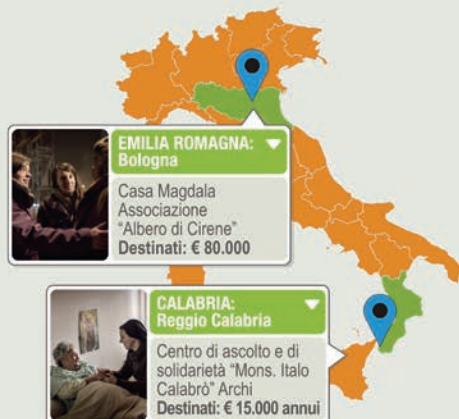 EMILIA ROMAGNA:
Bologna
Casa Magdala
Associazione
“Albero di Cirene”
Destinati: € 80.000
CALABRIA:
Reggio Calabria
Centro di ascolto e di
solidarietà “Mons. Italo
Calabrò” Archi
Destinati: € 15.000 annui